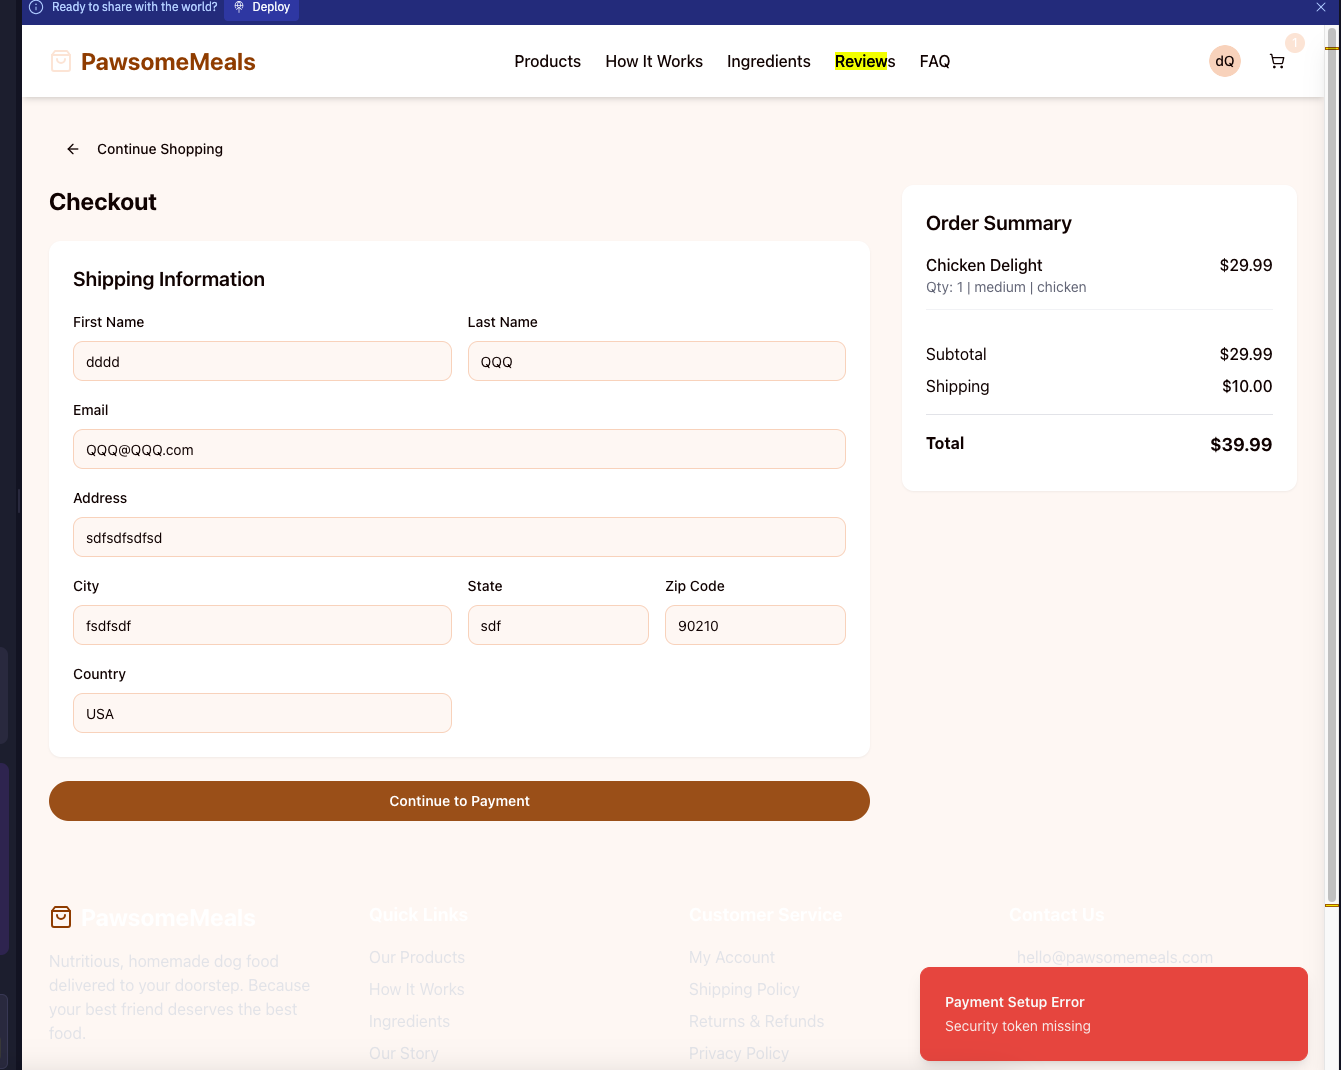 Ready to share with the world? Deploy
PawsomeMeals
Products How It Works Ingredients Reviews FAQ
dQ
1
Continue Shopping
Checkout
Shipping Information
First Name
dddd
Last Name
QQQ
Email
QQQ@QQQ.com
Address
sdfsdfsdfsd
City
fsdfsdf
State
sdf
Zip Code
90210
Country
USA
Continue to Payment
Order Summary
Chicken Delight $29.99
Qty: 1 | medium | chicken
Subtotal $29.99
Shipping $10.00
Total $39.99
PawsomeMeals
Nutritious, homemade dog food
delivered to your doorstep. Because
your best friend deserves the best
food.
Quick Links
Our Products
How It Works
Ingredients
Our Story
Customer Service
My Account
Shipping Policy
Returns & Refunds
Privacy Policy
Contact Us
hello@pawsomemeals.com
Payment Setup Error
Security token missing